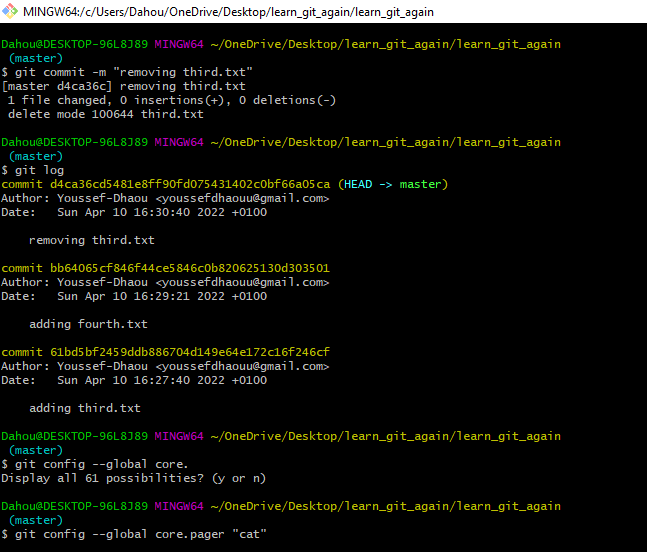 MINGW64:/c/Users/Dahou/OneDrive/Desktop/learn_git_again/learn_git_again
Dahou@DESKTOP-96L8J89 MINGW64 ~/OneDrive/Desktop/learn_git_again/learn_git_again
(master)
$ git commit -m "removing third.txt"
[master d4ca36c] removing third.txt
1 file changed, 0 insertions(+), 0 deletions(-)
delete mode 100644 third.txt
Dahou@DESKTOP-96L8J89 MINGW64 ~/OneDrive/Desktop/learn_git_again/learn_git_again
(master)
$ git log
commit d4ca36cd5481e8ff90fd075431402c0bf66a05ca (HEAD -> master)
Author: Youssef-Dhaou <youssefdhaouu@gmail.com>
Date:   Sun Apr 10 16:30:40 2022 +0100
removing third.txt
commit bb64065cf846f44ce5846c0b820625130d303501
Author: Youssef-Dhaou <youssefdhaouu@gmail.com>
Date:   Sun Apr 10 16:29:21 2022 +0100
adding fourth.txt
commit 61bd5bf2459ddb886704d149e64e172c16f246cf
Author: Youssef-Dhaou <youssefdhaouu@gmail.com>
Date:   Sun Apr 10 16:27:40 2022 +0100
adding third.txt
Dahou@DESKTOP-96L8J89 MINGW64 ~/OneDrive/Desktop/learn_git_again/learn_git_again
(master)
$ git config --global core.
Display all 61 possibilities? (y or n)
Dahou@DESKTOP-96L8J89 MINGW64 ~/OneDrive/Desktop/learn_git_again/learn_git_again
(master)
$ git config --global core.pager "cat"